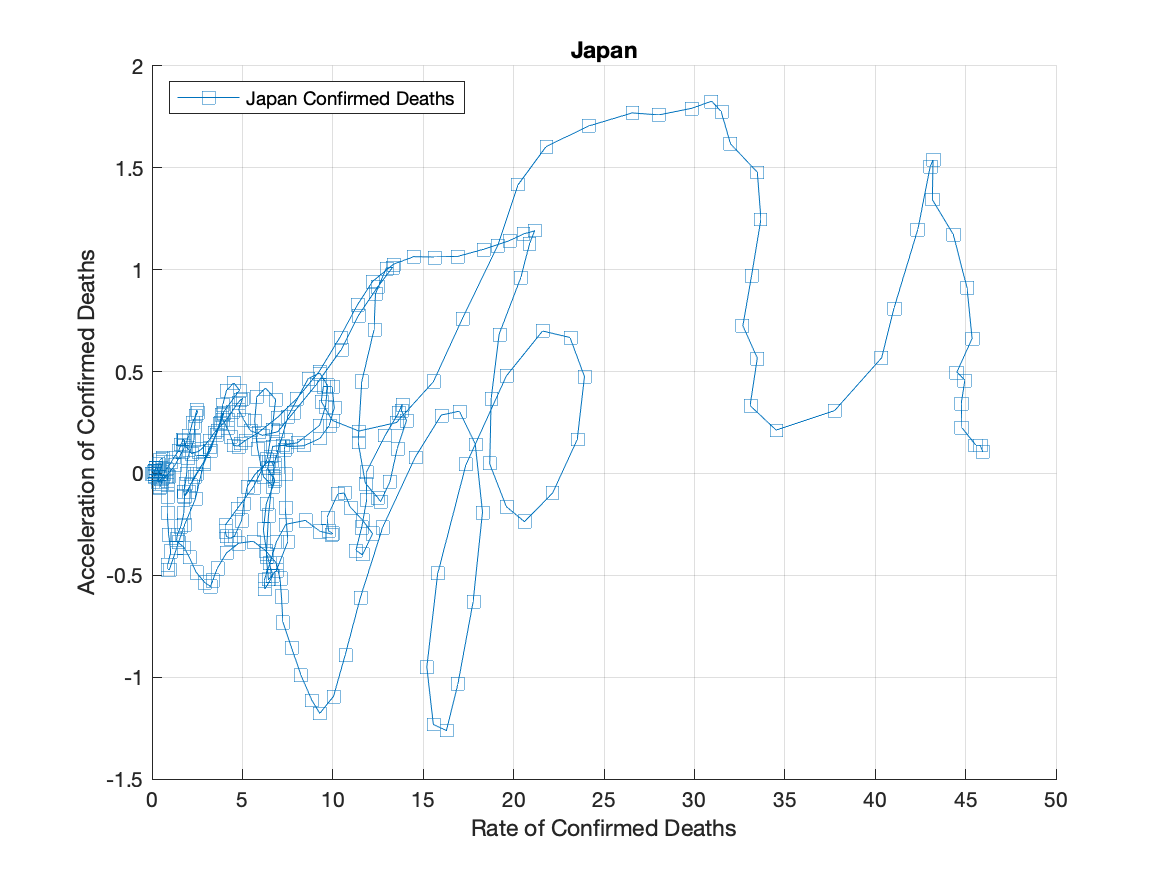 Japan
Japan Confirmed Deaths
2
1.5
1
0.5
0
-0.5
-1
-1.5
Acceleration of Confirmed Deaths
0 5 10 15 20 25 30 35 40 45 50
Rate of Confirmed Deaths